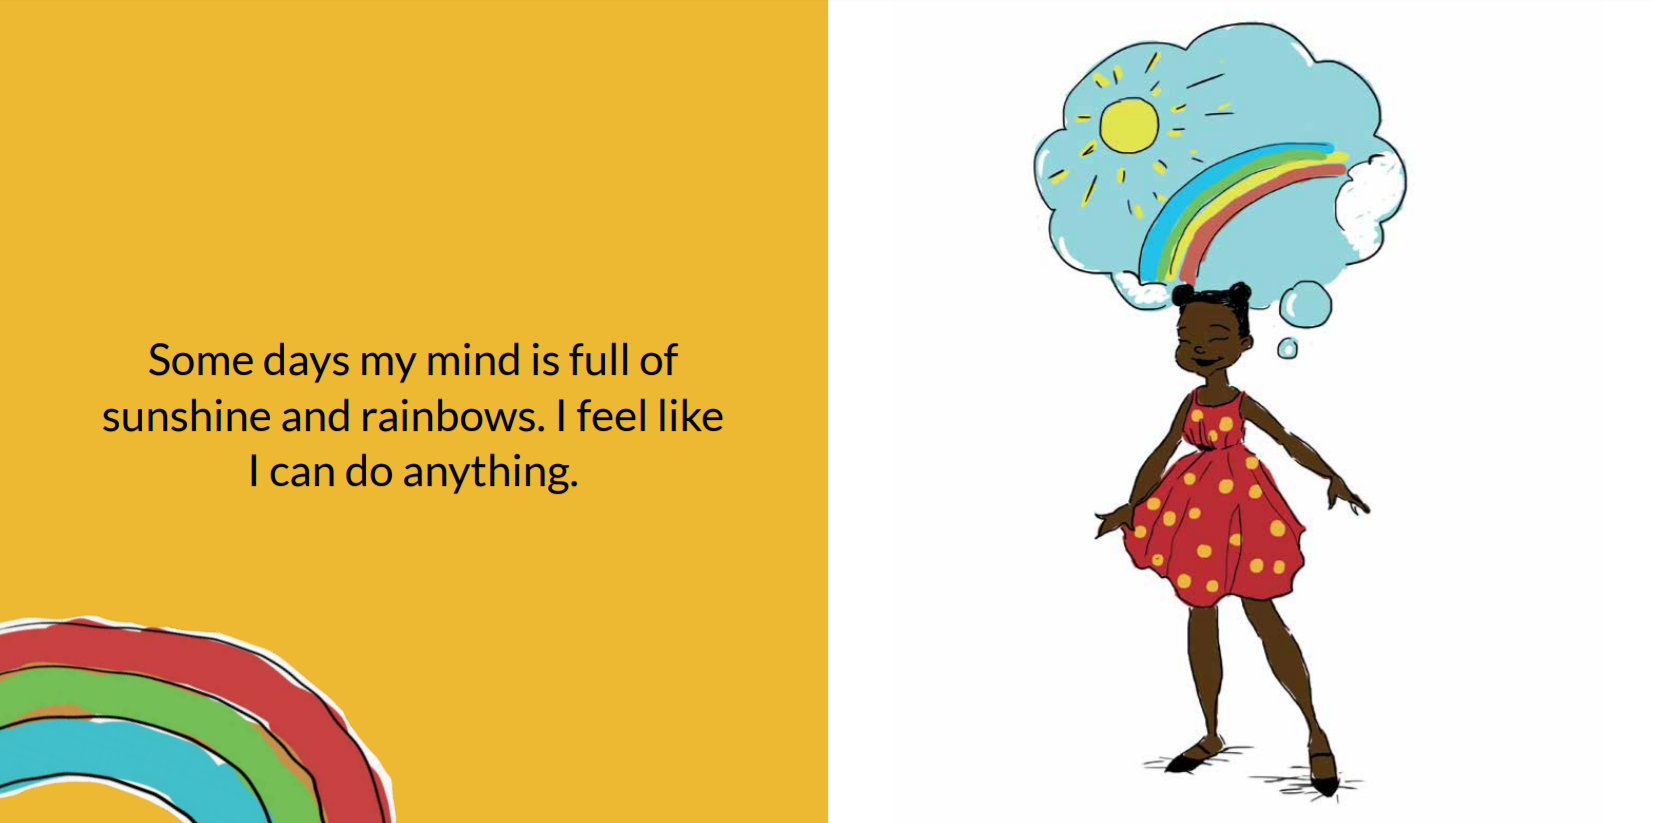 Some days my mind is full of
sunshine and rainbows. I feel like
I can do anything.